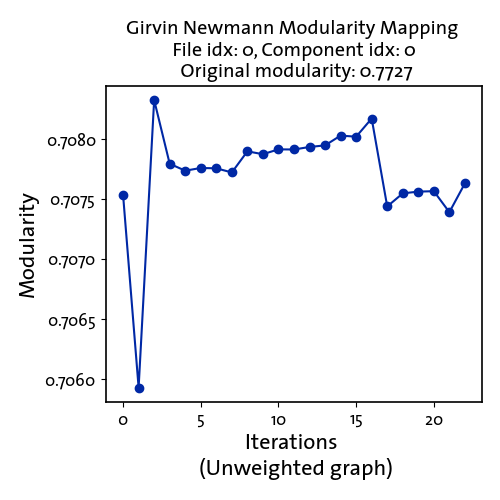 Girvin Newmann Modularity Mapping
File idx: 0, Component idx: 0
Original modularity: 0.7727
0.7080
0.7075
0.7070
0.7065
0.7060
Modularity
0 5 10 15 20
Iterations
(Unweighted graph)